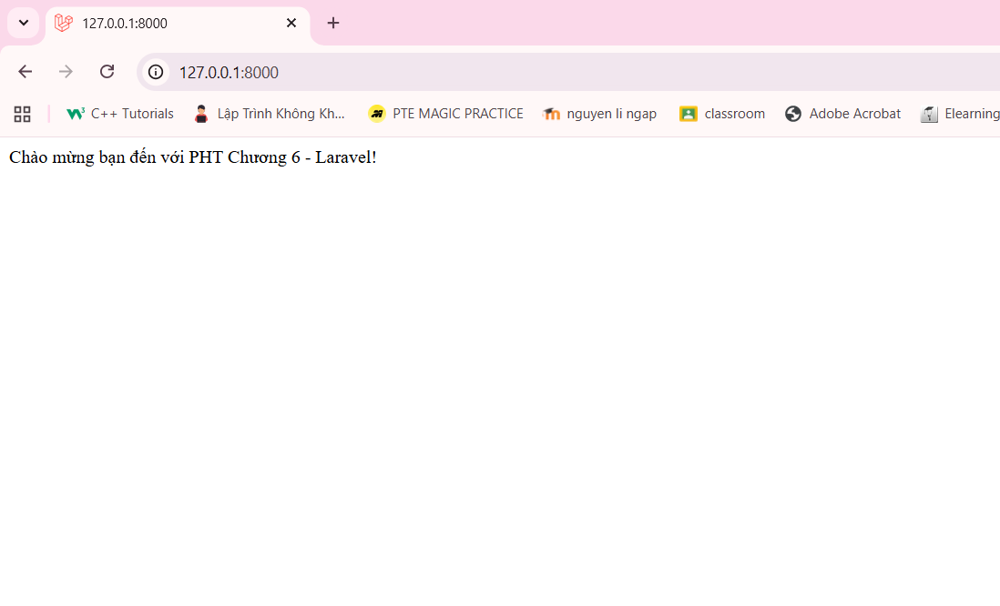 127.0.0.1:8000
127.0.0.1:8000
C++ Tutorials Lập Trình Không Kh... PTE MAGIC PRACTICE nguyen li ngap classroom Adobe Acrobat Elearning
Chào mừng bạn đến với PHT Chương 6 - Laravel!